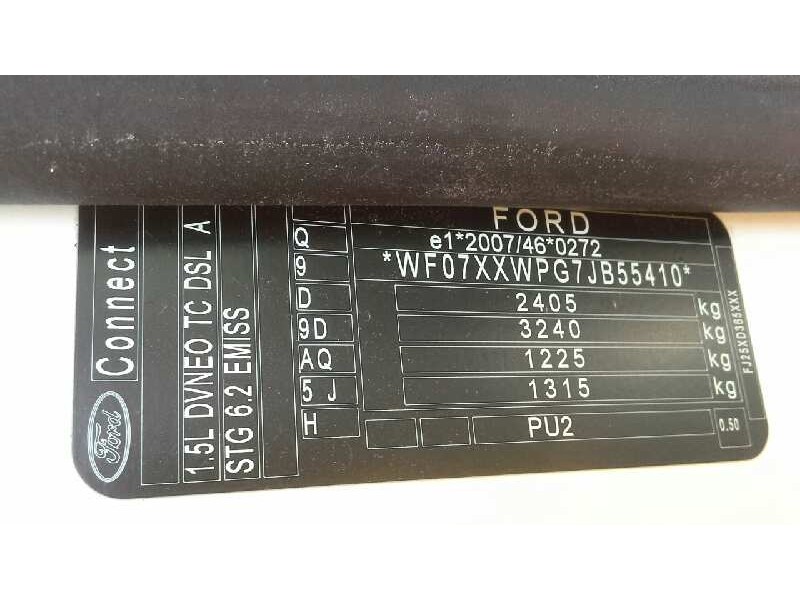 FORD
e1*2007/46*0272
*WF07XXWPG7JB55410*
2405 kg
3240 kg
1225 kg
1315 kg
PU2
0.50
Q
9
D
9D
AQ
5 J
H
Connect
1.5L DVNEO TC DSL A
STG 6.2 EMISS
Ford
FJ25XD365XXX